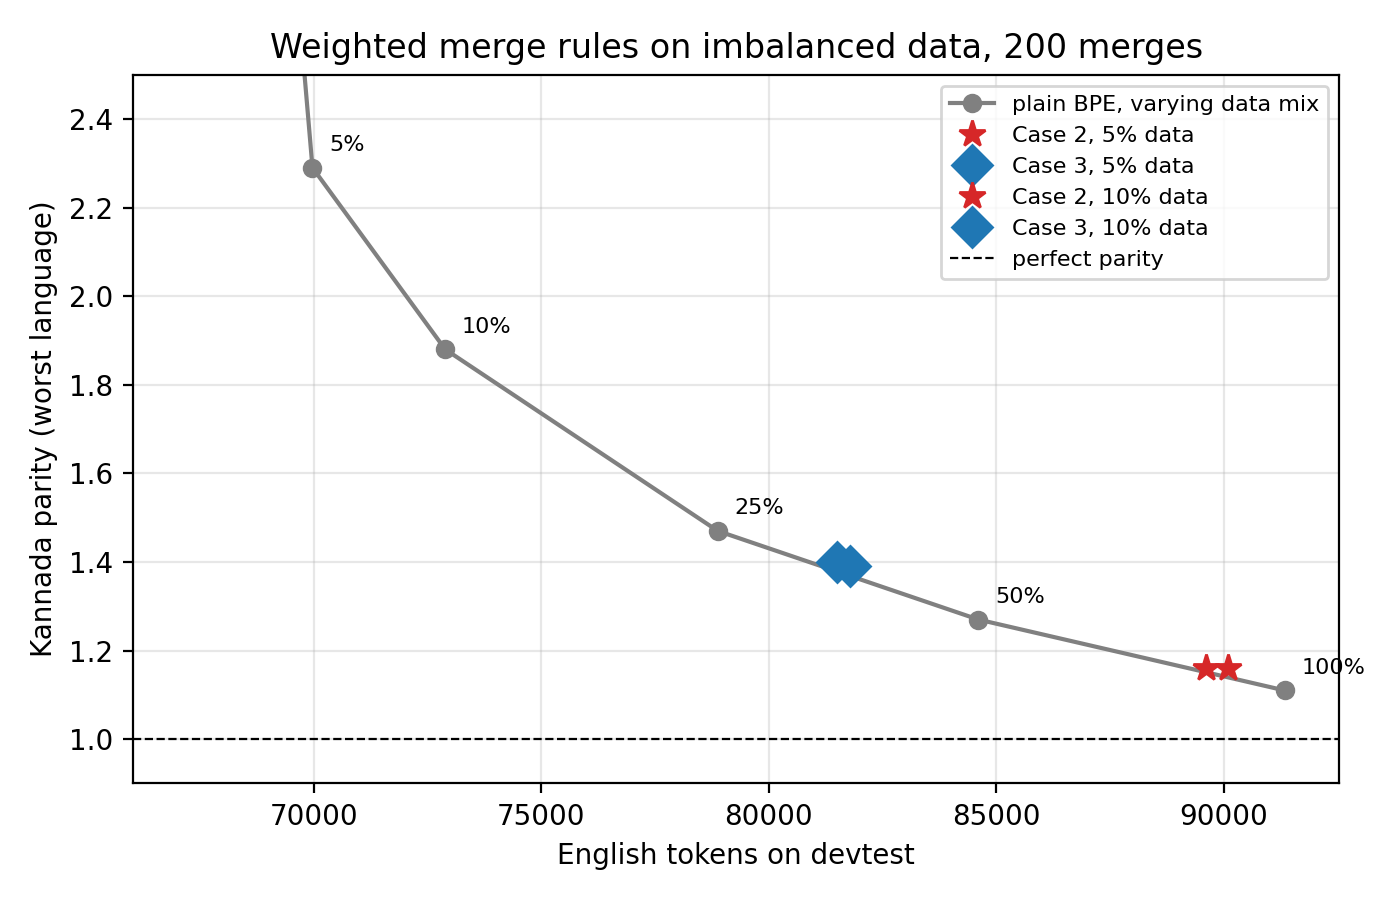 Weighted merge rules on imbalanced data, 200 merges
plain BPE, varying data mix
Case 2, 5% data
Case 3, 5% data
Case 2, 10% data
Case 3, 10% data
perfect parity
5%
10%
25%
50%
100%
2.4
2.2
2.0
1.8
1.6
1.4
1.2
1.0
Kannada parity (worst language)
70000
75000
80000
85000
90000
English tokens on devtest